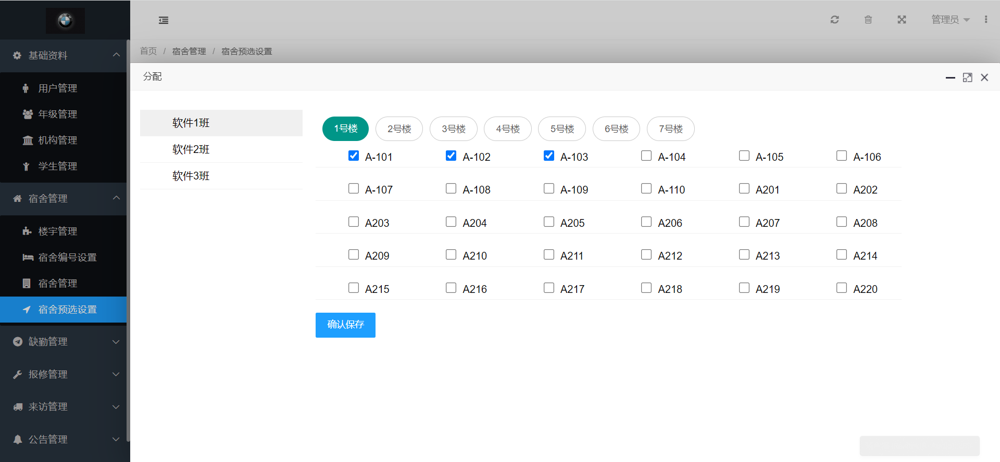 管理员
首页 / 宿舍管理 / 宿舍预选设置
基础资料
用户管理
年级管理
机构管理
学生管理
宿舍管理
楼宇管理
宿舍编号设置
宿舍管理
宿舍预选设置
缺勤管理
报修管理
来访管理
公告管理
分配
软件1班
软件2班
软件3班
1号楼 2号楼 3号楼 4号楼 5号楼 6号楼 7号楼
A-101 A-102 A-103 A-104 A-105 A-106
A-107 A-108 A-109 A-110 A201 A202
A203 A204 A205 A206 A207 A208
A209 A210 A211 A212 A213 A214
A215 A216 A217 A218 A219 A220
确认保存